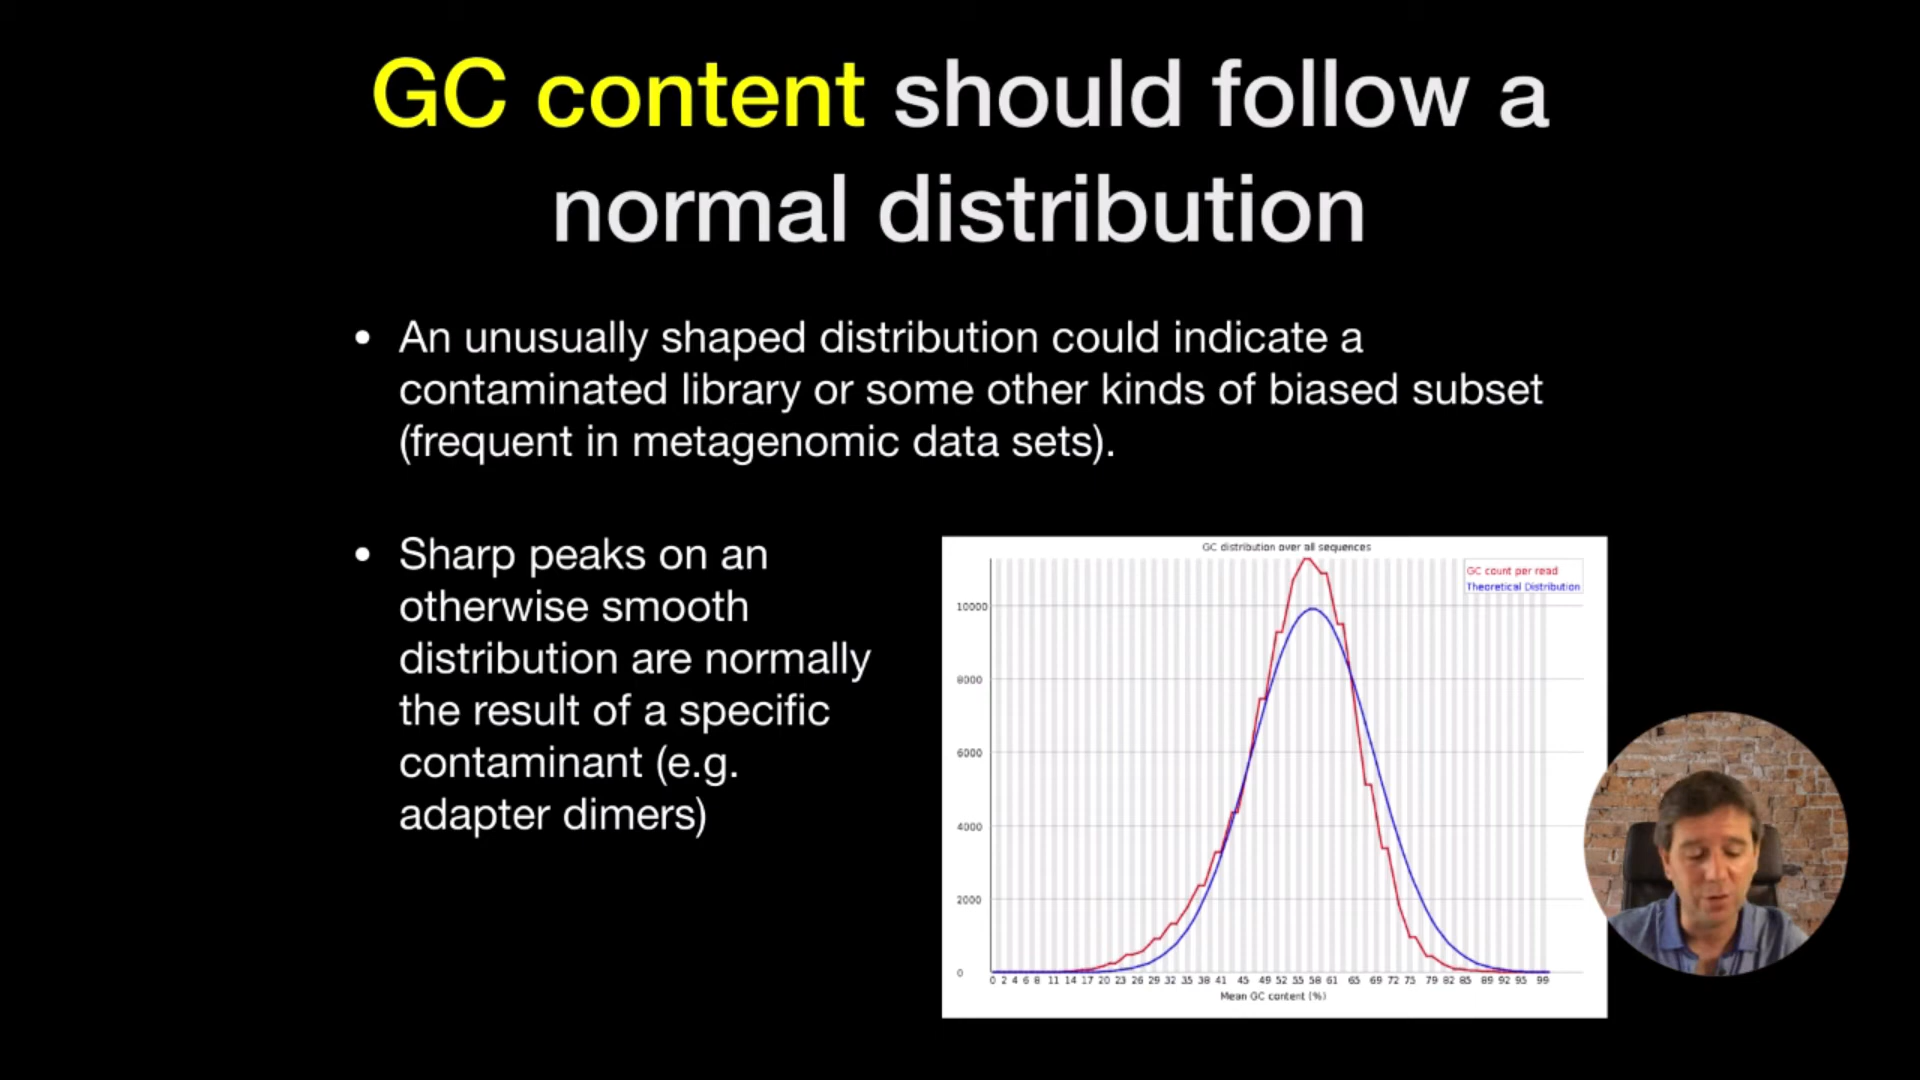 GC content should follow a
normal distribution
• An unusually shaped distribution could indicate a
contaminated library or some other kinds of biased subset
(frequent in metagenomic data sets).
• Sharp peaks on an
otherwise smooth
distribution are normally
the result of a specific
contaminant (e.g.
adapter dimers)
GC distribution over all sequences
GC count per read
Theoretical Distribution
10000
8000
6000
4000
2000
0
0 2 4 6 8 11 14 17 20 23 26 29 32 35 38 41 45 49 52 55 58 61 65 69 72 75 79 82 85 89 92 95 99
Mean GC content (%)